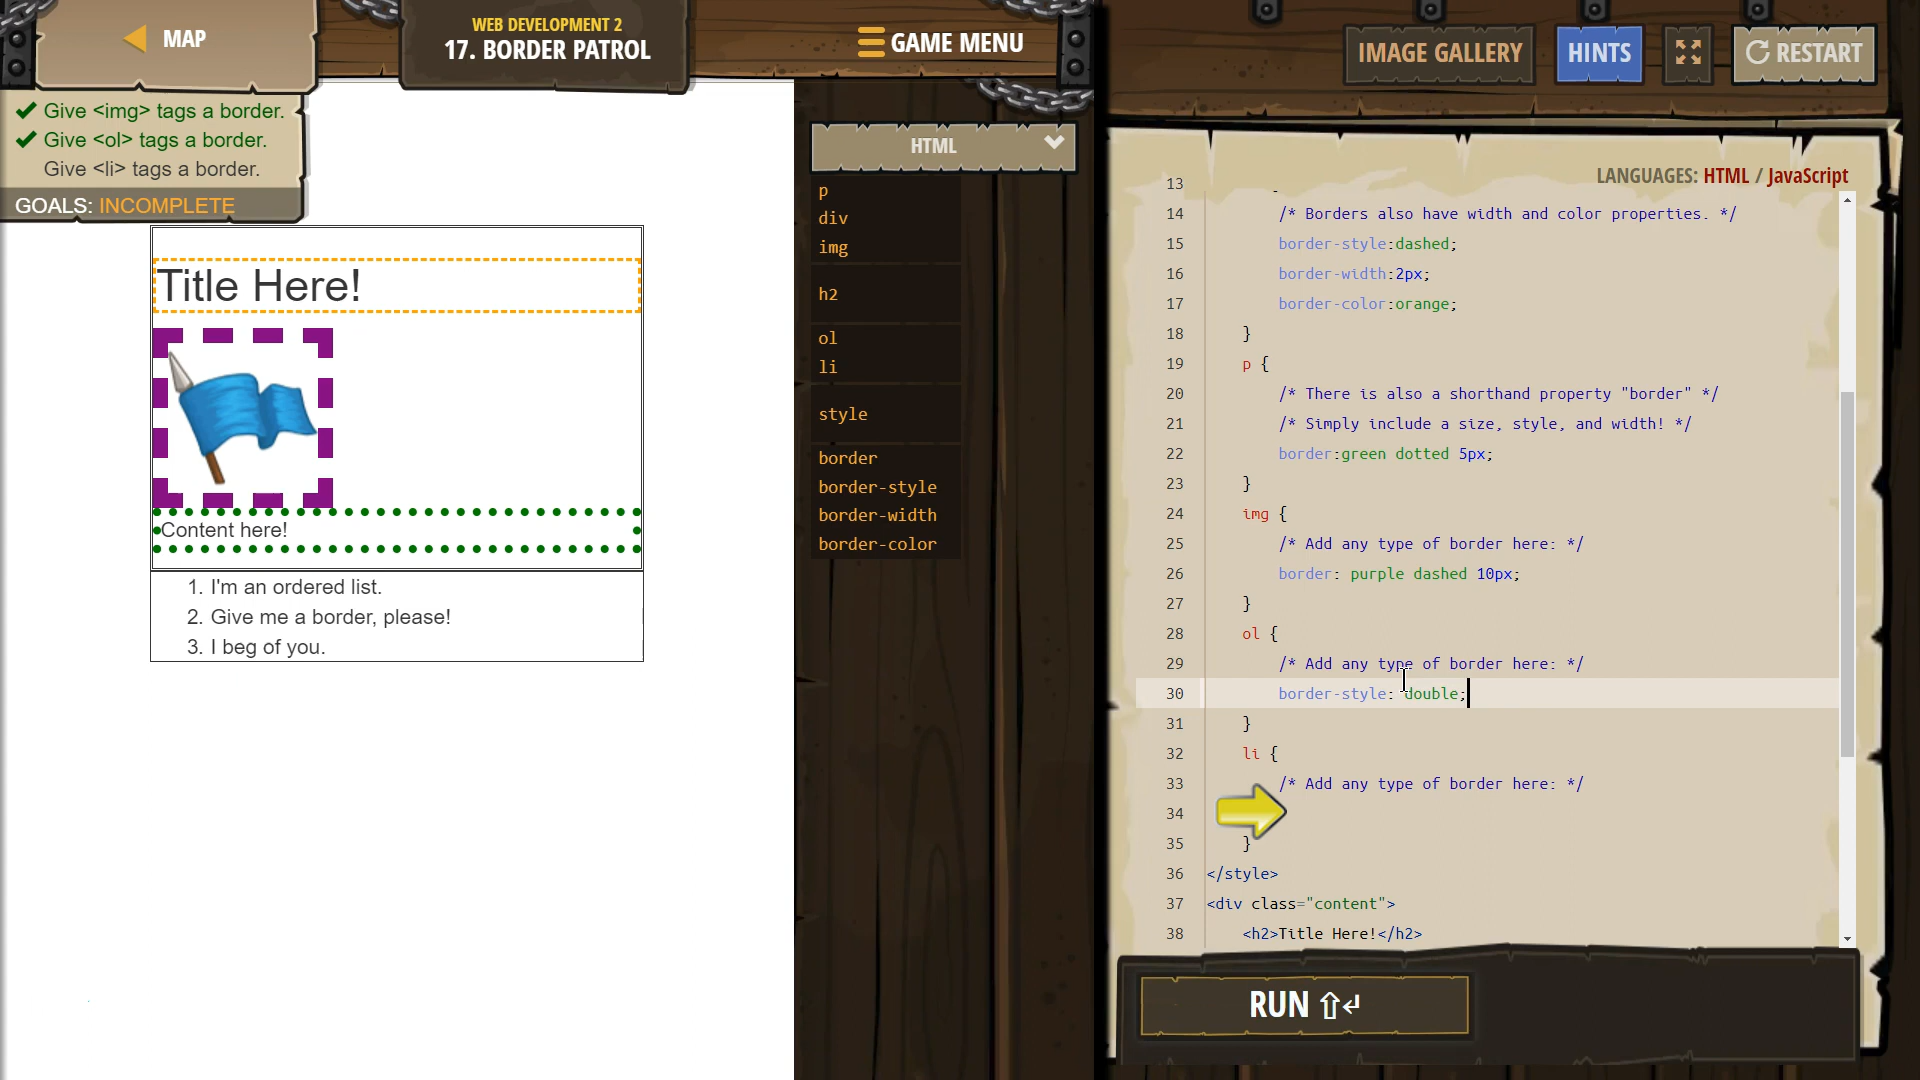 MAP
WEB DEVELOPMENT 2
17. BORDER PATROL
GAME MENU
Give <img> tags a border.
Give <ol> tags a border.
Give <li> tags a border.
GOALS: INCOMPLETE
Title Here!
Content here!
1. I'm an ordered list.
2. Give me a border, please!
3. I beg of you.
HTML
p
div
img
h2
ol
li
style
border
border-style
border-width
border-color
IMAGE GALLERY
HINTS
RESTART
LANGUAGES: HTML / JavaScript
13
14 /* Borders also have width and color properties. */
15 border-style:dashed;
16 border-width:2px;
17 border-color:orange;
18 }
19 p {
20 /* There is also a shorthand property "border" */
21 /* Simply include a size, style, and width! */
22 border:green dotted 5px;
23 }
24 img {
25 /* Add any type of border here: */
26 border: purple dashed 10px;
27 }
28 ol {
29 /* Add any type of border here: */
30 border-style: double;
31 }
32 li {
33 /* Add any type of border here: */
34
35 }
36 </style>
37 <div class="content">
38 <h2>Title Here!</h2>
RUN